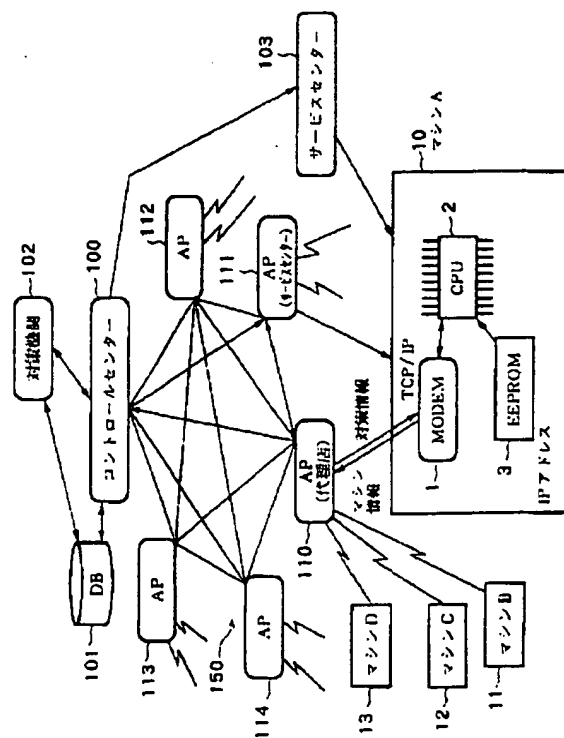 102
対策機関
100
コントロールセンター
DB
101
103
サービスセンター
112
AP
111
AP
(サービスセンター)
113
AP
150
AP
114
110
AP
(代理店)
マシン
情報
対策情報
TCP/IP
10
マシンA
1
MODEM
2
CPU
3
EEPROM
IPアドレス
マシンD
13
マシンC
12
マシンB
11